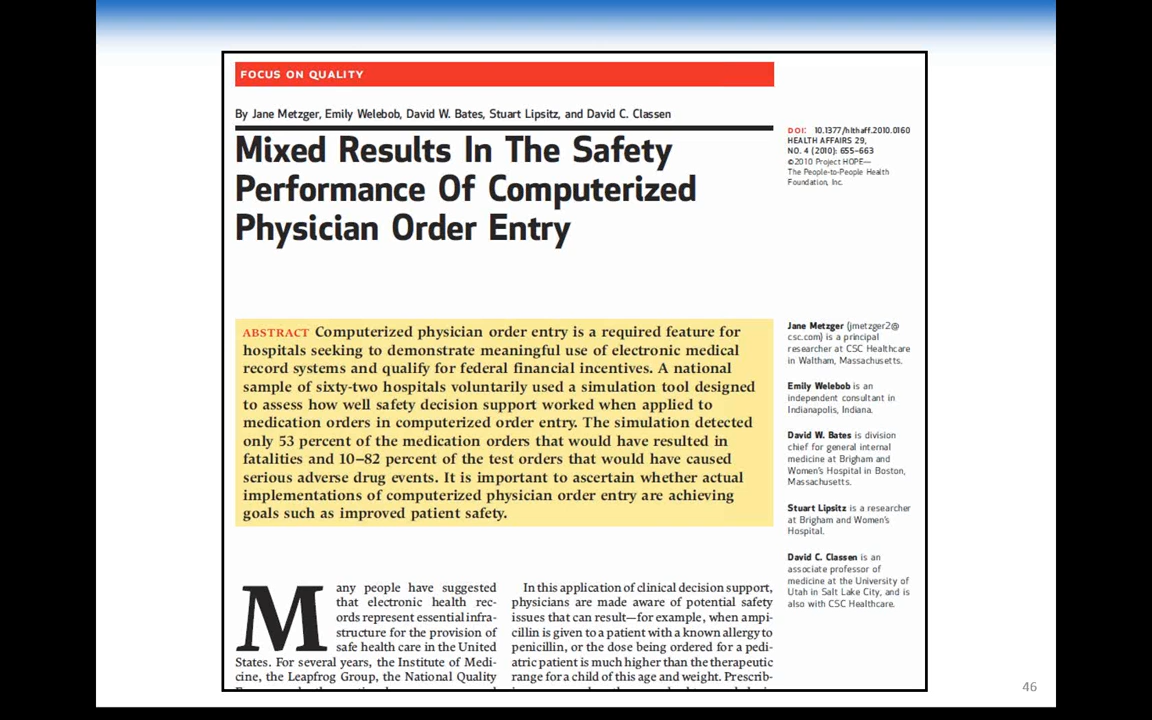 FOCUS ON QUALITY
By Jane Metzger, Emily Welebob, David W. Bates, Stuart Lipsitz, and David C. Classen
Mixed Results In The Safety
Performance Of Computerized
Physician Order Entry
DOI: 10.1377/hlthaff.2010.0160
HEALTH AFFAIRS 29,
NO. 4 (2010): 655–663
©2010 Project HOPE—
The People-to-People Health
Foundation, Inc.
ABSTRACT Computerized physician order entry is a required feature for
hospitals seeking to demonstrate meaningful use of electronic medical
record systems and qualify for federal financial incentives. A national
sample of sixty-two hospitals voluntarily used a simulation tool designed
to assess how well safety decision support worked when applied to
medication orders in computerized order entry. The simulation detected
only 53 percent of the medication orders that would have resulted in
fatalities and 10–82 percent of the test orders that would have caused
serious adverse drug events. It is important to ascertain whether actual
implementations of computerized physician order entry are achieving
goals such as improved patient safety.
Jane Metzger (jmetzger2@
csc.com) is a principal
researcher at CSC Healthcare
in Waltham, Massachusetts.
Emily Welebob is an
independent consultant in
Indianapolis, Indiana.
David W. Bates is division
chief for general internal
medicine at Brigham and
Women's Hospital in Boston,
Massachusetts.
Stuart Lipsitz is a researcher
at Brigham and Women's
Hospital.
David C. Classen is an
associate professor of
medicine at the University of
Utah in Salt Lake City, and is
also with CSC Healthcare.
Many people have suggested
that electronic health rec-
ords represent essential infra-
structure for the provision of
safe health care in the United
States. For several years, the Institute of Medi-
cine, the Leapfrog Group, the National Quality
In this application of clinical decision support,
physicians are made aware of potential safety
issues that can result—for example, when ampi-
cillin is given to a patient with a known allergy to
penicillin, or the dose being ordered for a pedi-
atric patient is much higher than the therapeutic
range for a child of this age and weight. Prescrib-
46